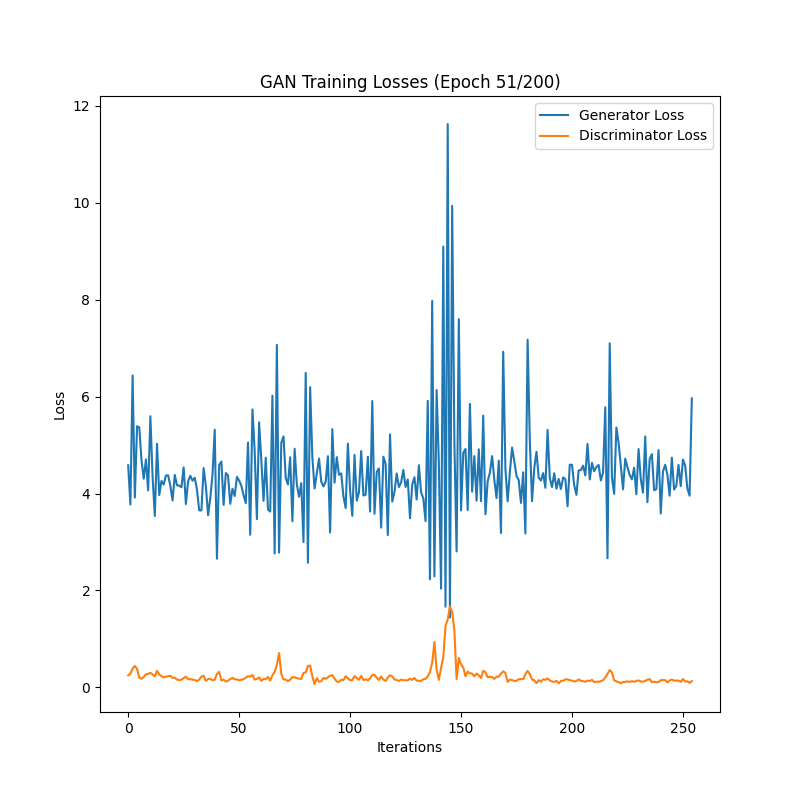 GAN Training Losses (Epoch 51/200)
Generator Loss
Discriminator Loss
12
10
8
6
4
2
0
Loss
0 50 100 150 200 250
Iterations